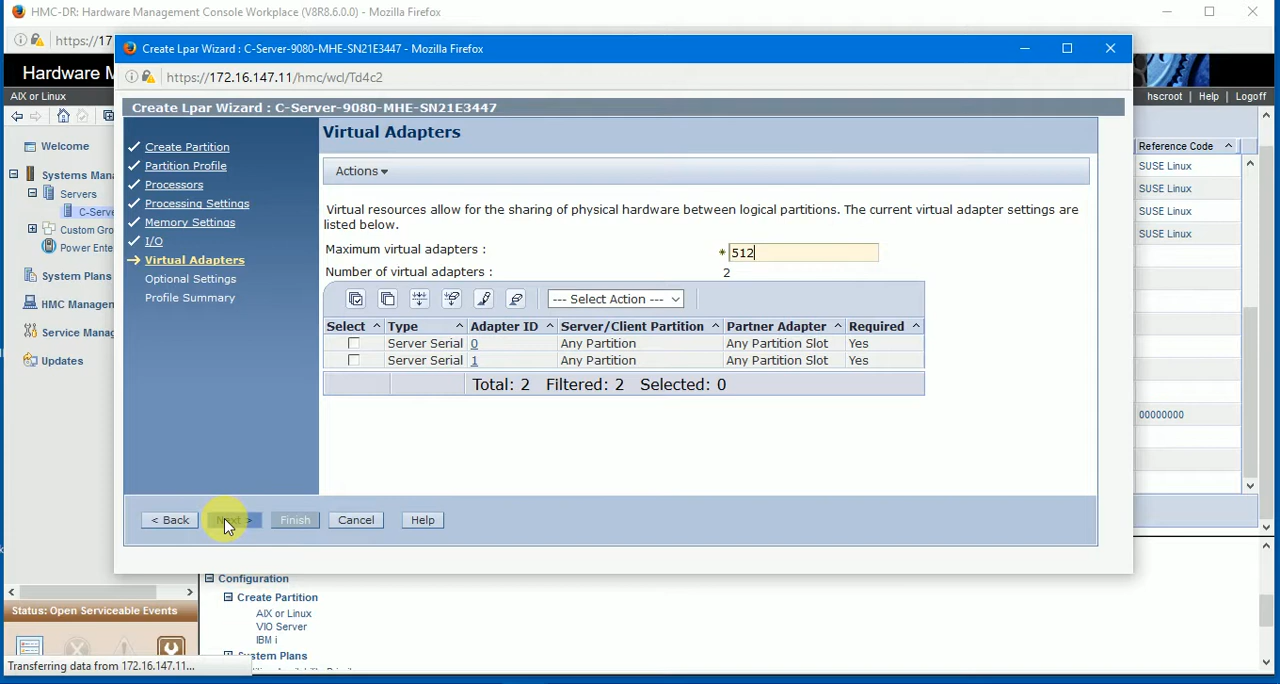 HMC-DR: Hardware Management Console Workplace (V8R8.6.0.0) - Mozilla Firefox
https://17
Create Lpar Wizard : C-Server-9080-MHE-SN21E3447 - Mozilla Firefox
https://172.16.147.11/hmc/wcl/Td4c2
Hardware M
AIX or Linux
hscroot | Help | Logoff
Create Lpar Wizard : C-Server-9080-MHE-SN21E3447
Welcome
Systems Mana
Servers
C-Serve
Custom Gro
Power Ente
System Plans
HMC Managem
Service Manag
Updates
Create Partition
Partition Profile
Processors
Processing Settings
Memory Settings
I/O
Virtual Adapters
Optional Settings
Profile Summary
Virtual Adapters
Actions
Virtual resources allow for the sharing of physical hardware between logical partitions. The current virtual adapter settings are
listed below.
Maximum virtual adapters : * 512
Number of virtual adapters : 2
--- Select Action ---
Select Type Adapter ID Server/Client Partition Partner Adapter Required
Server Serial 0 Any Partition Any Partition Slot Yes
Server Serial 1 Any Partition Any Partition Slot Yes
Total: 2 Filtered: 2 Selected: 0
< Back Next > Finish Cancel Help
Reference Code
SUSE Linux
SUSE Linux
SUSE Linux
SUSE Linux
00000000
Configuration
Create Partition
AIX or Linux
VIO Server
IBM i
System Plans
Status: Open Serviceable Events
Transferring data from 172.16.147.11...